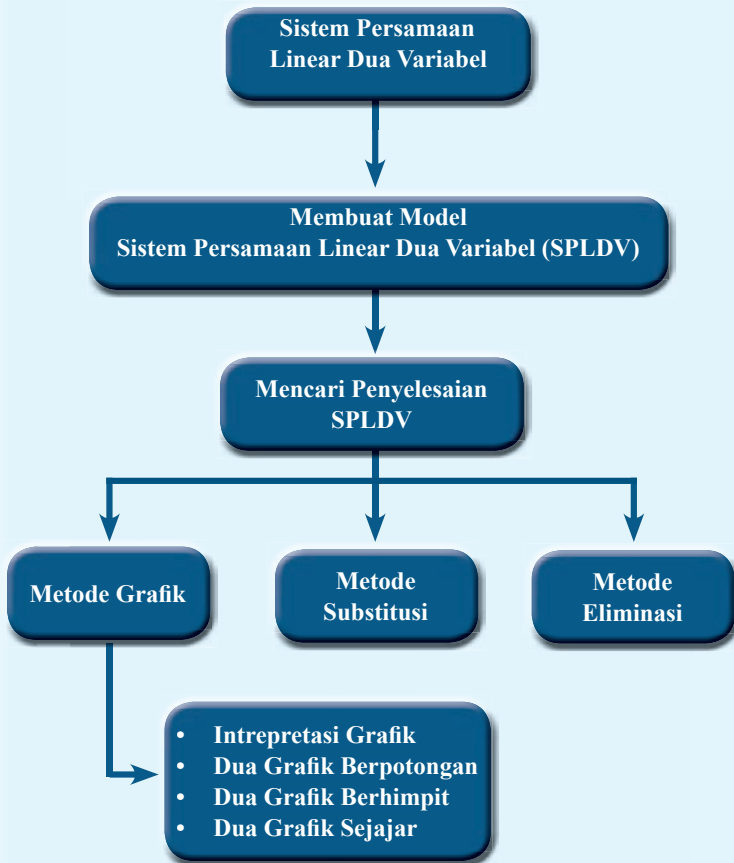 Sistem Persamaan
Linear Dua Variabel
Membuat Model
Sistem Persamaan Linear Dua Variabel (SPLDV)
Mencari Penyelesaian
SPLDV
Metode Grafik
Metode
Substitusi
Metode
Eliminasi
• Intrepretasi Grafik
• Dua Grafik Berpotongan
• Dua Grafik Berhimpit
• Dua Grafik Sejajar